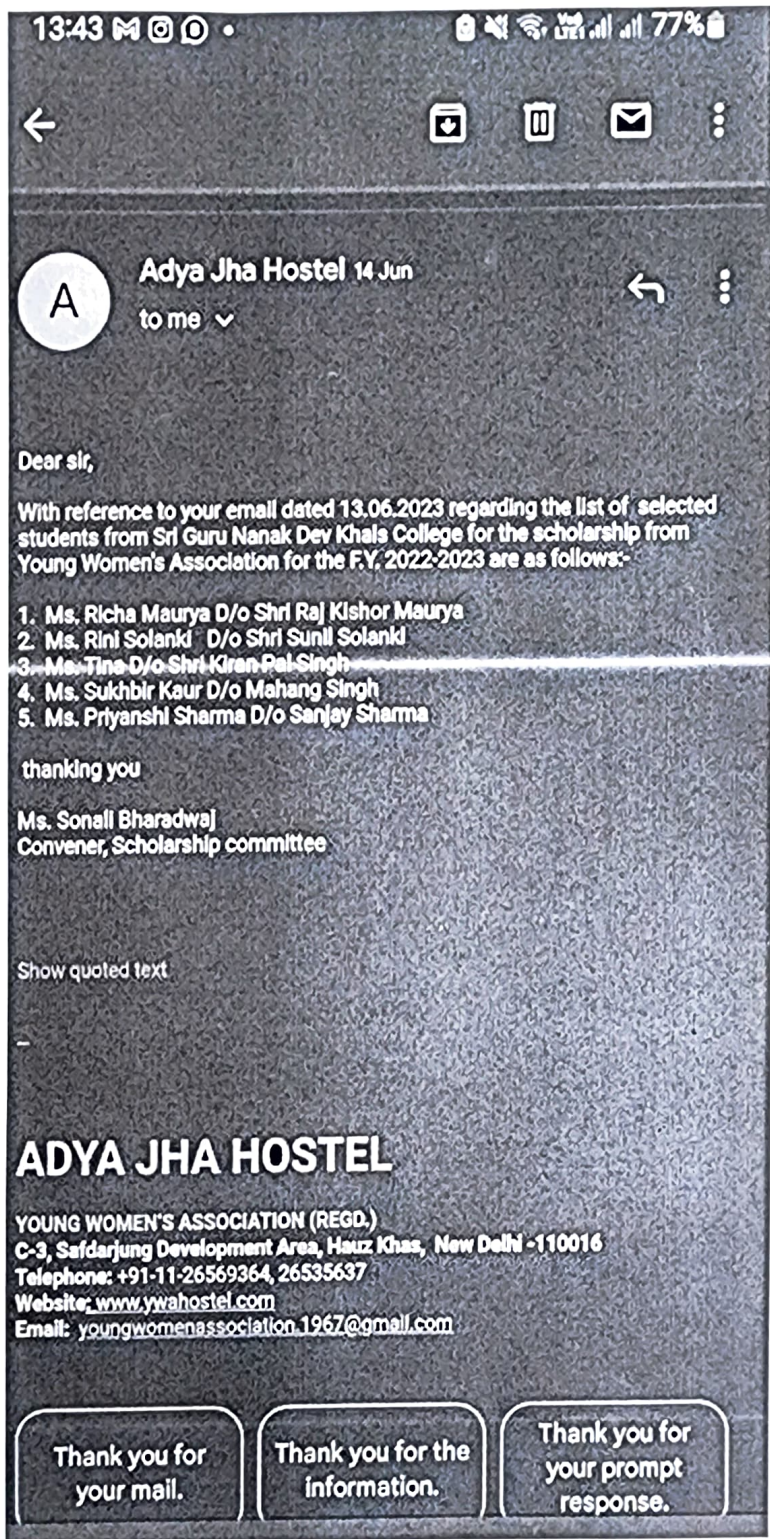 13:43
77%
Adya Jha Hostel 14 Jun
A
to me
Dear sir,
With reference to your email dated 13.06.2023 regarding the list of selected
students from Sri Guru Nanak Dev Khals College for the scholarship from
Young Women's Association for the F.Y. 2022-2023 are as follows:-
1. Ms. Richa Maurya D/o Shri Raj Kishor Maurya
2. Ms. Rini Solanki D/o Shri Sunil Solanki
3. Ms. Tina D/o Shri Kiran Pal Singh
4. Ms. Sukhbir Kaur D/o Mahang Singh
5. Ms. Priyanshi Sharma D/o Sanjay Sharma
thanking you
Ms. Sonali Bharadwaj
Convener, Scholarship committee
Show quoted text
ADYA JHA HOSTEL
YOUNG WOMEN'S ASSOCIATION (REGD.)
C-3, Safdarjung Development Area, Hauz Khas, New Delhi -110016
Telephone: +91-11-26569364, 26535637
Website: www.ywahostel.com
Email: youngwomenassociation.1967@gmail.com
Thank you for
your mail.
Thank you for the
information.
Thank you for
your prompt
response.